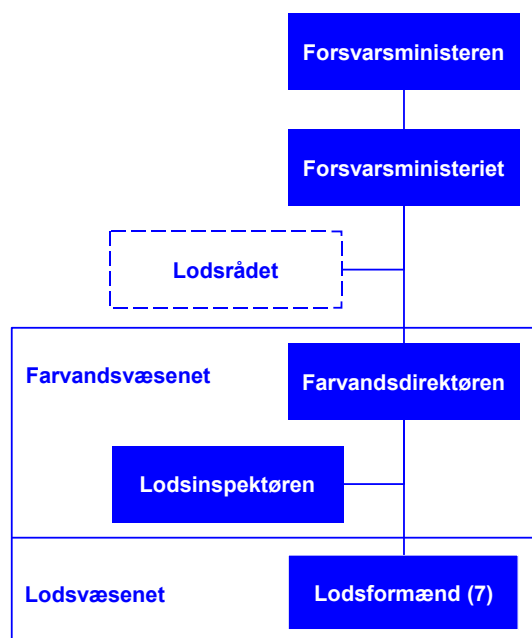 Forsvarsministeren
Forsvarsministeriet
Lodsrådet
Farvandsvæsenet
Farvandsdirektøren
Lodsinspektøren
Lodsvæsenet
Lodsformænd (7)